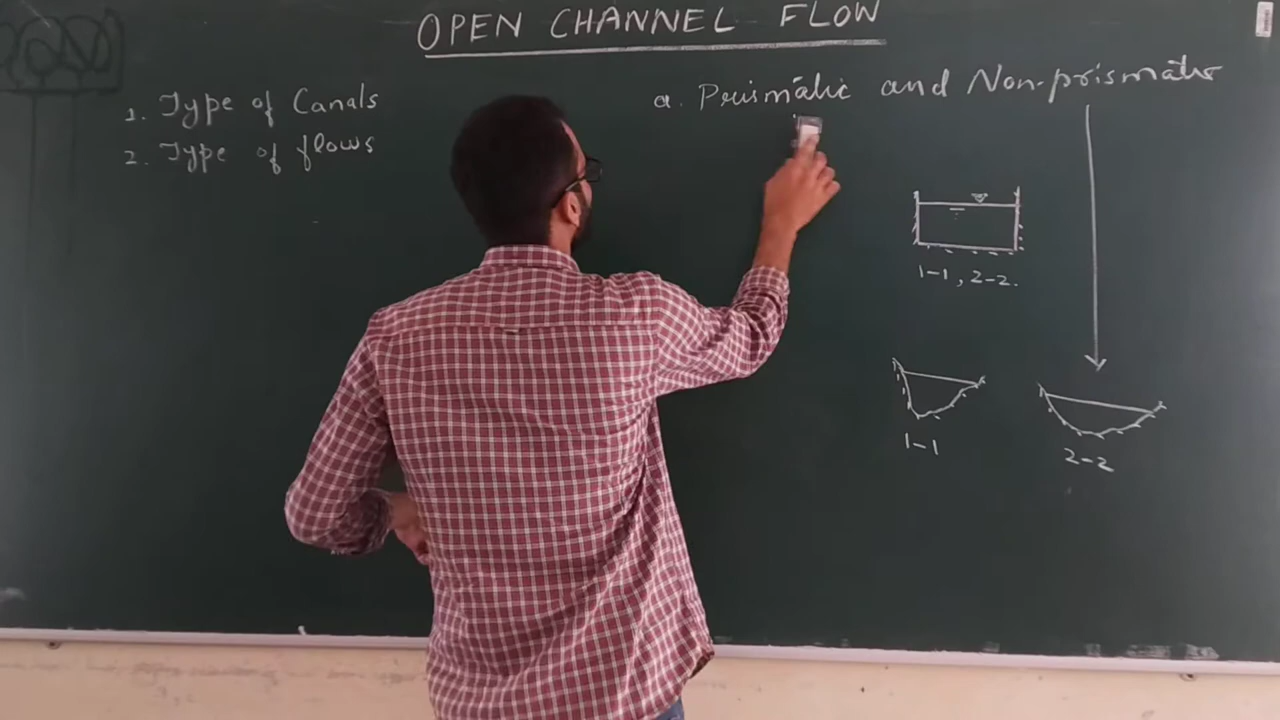 OPEN CHANNEL FLOW
1. Type of Canals
2. Type of flows
a. Prismatic and Non-prismatic
1-1, 2-2.
1-1
2-2